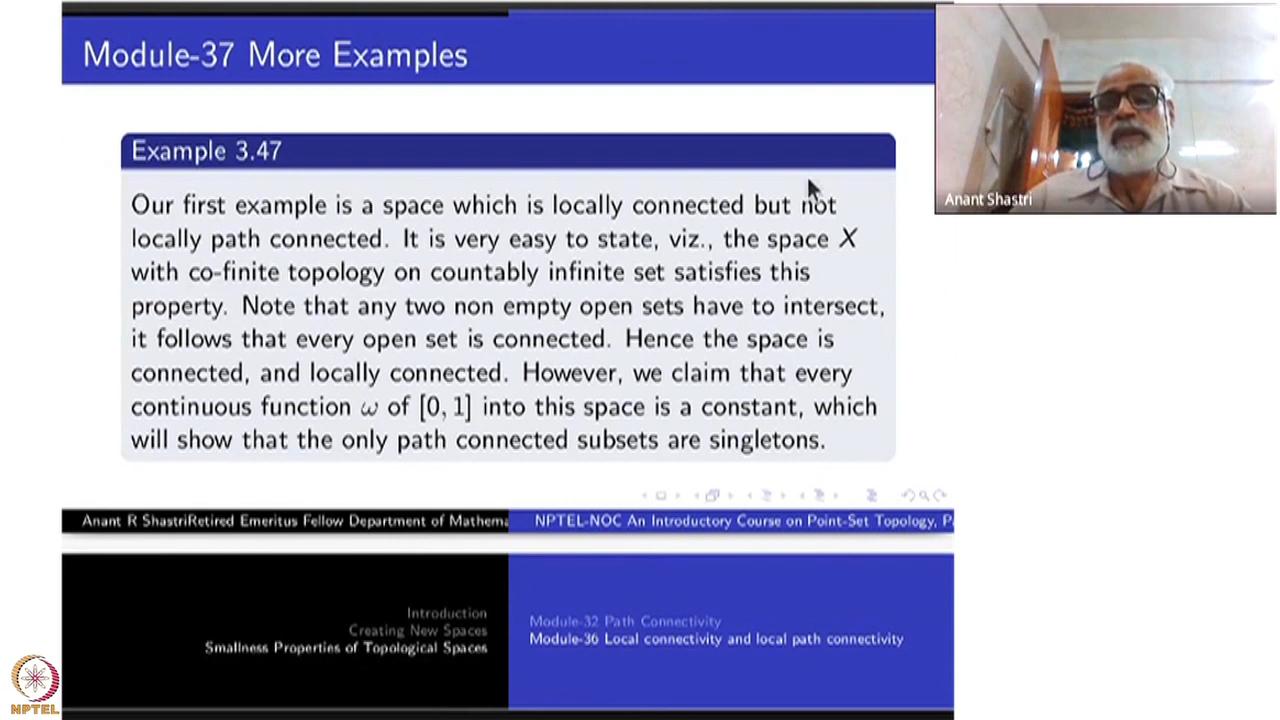 Module-37 More Examples
Example 3.47
Our first example is a space which is locally connected but not
locally path connected. It is very easy to state, viz., the space X
with co-finite topology on countably infinite set satisfies this
property. Note that any two non empty open sets have to intersect,
it follows that every open set is connected. Hence the space is
connected, and locally connected. However, we claim that every
continuous function ω of [0, 1] into this space is a constant, which
will show that the only path connected subsets are singletons.
Anant Shastri
Anant R ShastriRetired Emeritus Fellow Department of Mathema
NPTEL-NOC An Introductory Course on Point-Set Topology, Pa
Introduction
Creating New Spaces
Smallness Properties of Topological Spaces
Module-32 Path Connectivity
Module-36 Local connectivity and local path connectivity
NPTEL